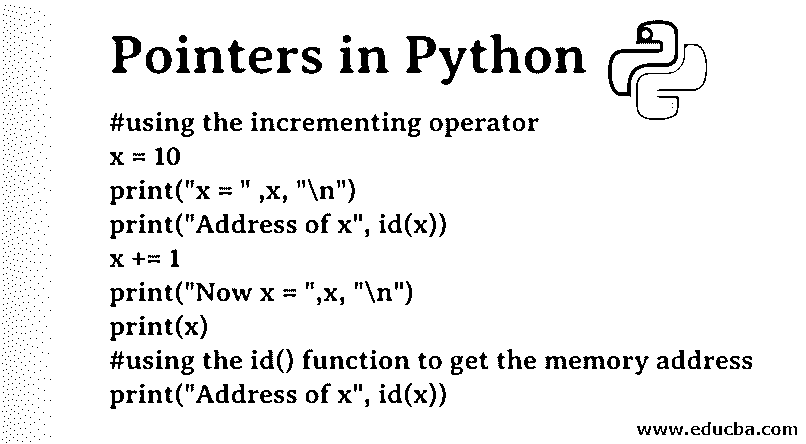 Pointers in Python
#using the incrementing operator
x = 10
print("x = " ,x, "\n")
print("Address of x", id(x))
x += 1
print("Now x = ",x, "\n")
print(x)
#using the id() function to get the memory address
print("Address of x", id(x))
www.educba.com